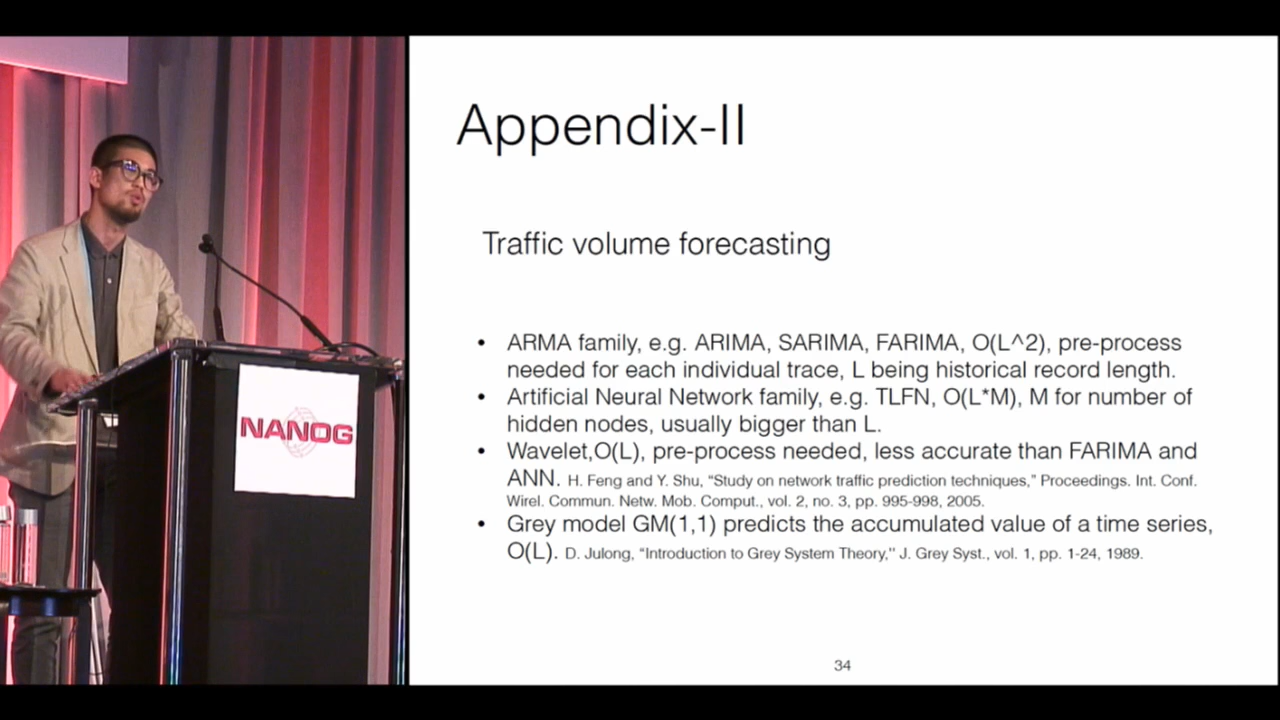 NANOG
Appendix-II
Traffic volume forecasting
• ARMA family, e.g. ARIMA, SARIMA, FARIMA, O(L^2), pre-process
needed for each individual trace, L being historical record length.
• Artificial Neural Network family, e.g. TLFN, O(L*M), M for number of
hidden nodes, usually bigger than L.
• Wavelet,O(L), pre-process needed, less accurate than FARIMA and
ANN. H. Feng and Y. Shu, “Study on network traffic prediction techniques,” Proceedings. Int. Conf.
Wirel. Commun. Netw. Mob. Comput., vol. 2, no. 3, pp. 995-998, 2005.
• Grey model GM(1,1) predicts the accumulated value of a time series,
O(L). D. Julong, “Introduction to Grey System Theory,” J. Grey Syst., vol. 1, pp. 1-24, 1989.
34